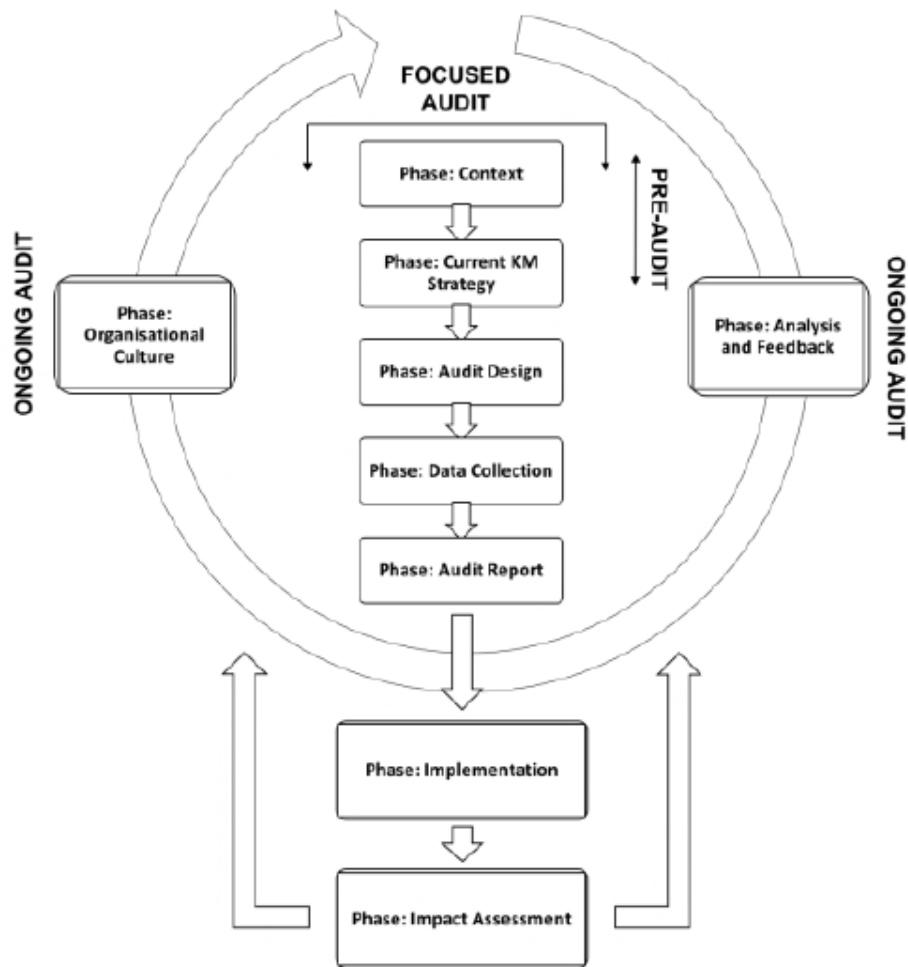 FOCUSED
AUDIT
Phase: Context
PRE-AUDIT
Phase: Current KM
Strategy
ONGOING AUDIT
Phase:
Organisational
Culture
Phase: Analysis
and Feedback
ONGOING AUDIT
Phase: Audit Design
Phase: Data Collection
Phase: Audit Report
Phase: Implementation
Phase: Impact Assessment